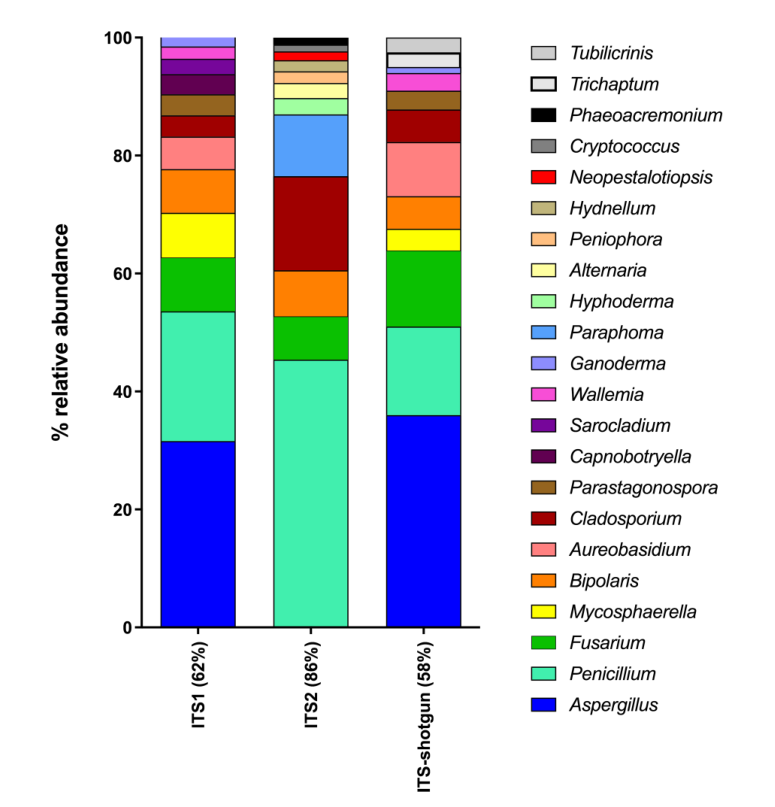 % relative abundance
100
80
60
40
20
0
ITS1 (62%)
ITS2 (86%)
ITS-shotgun (58%)
Tubilicrinis
Trichaptum
Phaeoacremonium
Cryptococcus
Neopestalotiopsis
Hydnellum
Peniophora
Alternaria
Hyphoderma
Paraphoma
Ganoderma
Wallemia
Sarocladium
Capnobotryella
Parastagonospora
Cladosporium
Aureobasidium
Bipolaris
Mycosphaerella
Fusarium
Penicillium
Aspergillus